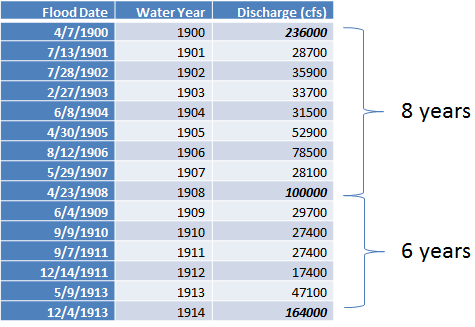 Flood Date Water Year Discharge (cfs)
4/7/1900 1900 236000
7/13/1901 1901 28700
7/28/1902 1902 35900
2/27/1903 1903 33700
6/8/1904 1904 31500
4/30/1905 1905 52900
8/12/1906 1906 78500
5/29/1907 1907 28100
4/23/1908 1908 100000
6/4/1909 1909 29700
9/9/1910 1910 27400
9/7/1911 1911 27400
12/14/1911 1912 17400
5/9/1913 1913 47100
12/4/1913 1914 164000
8 years
6 years